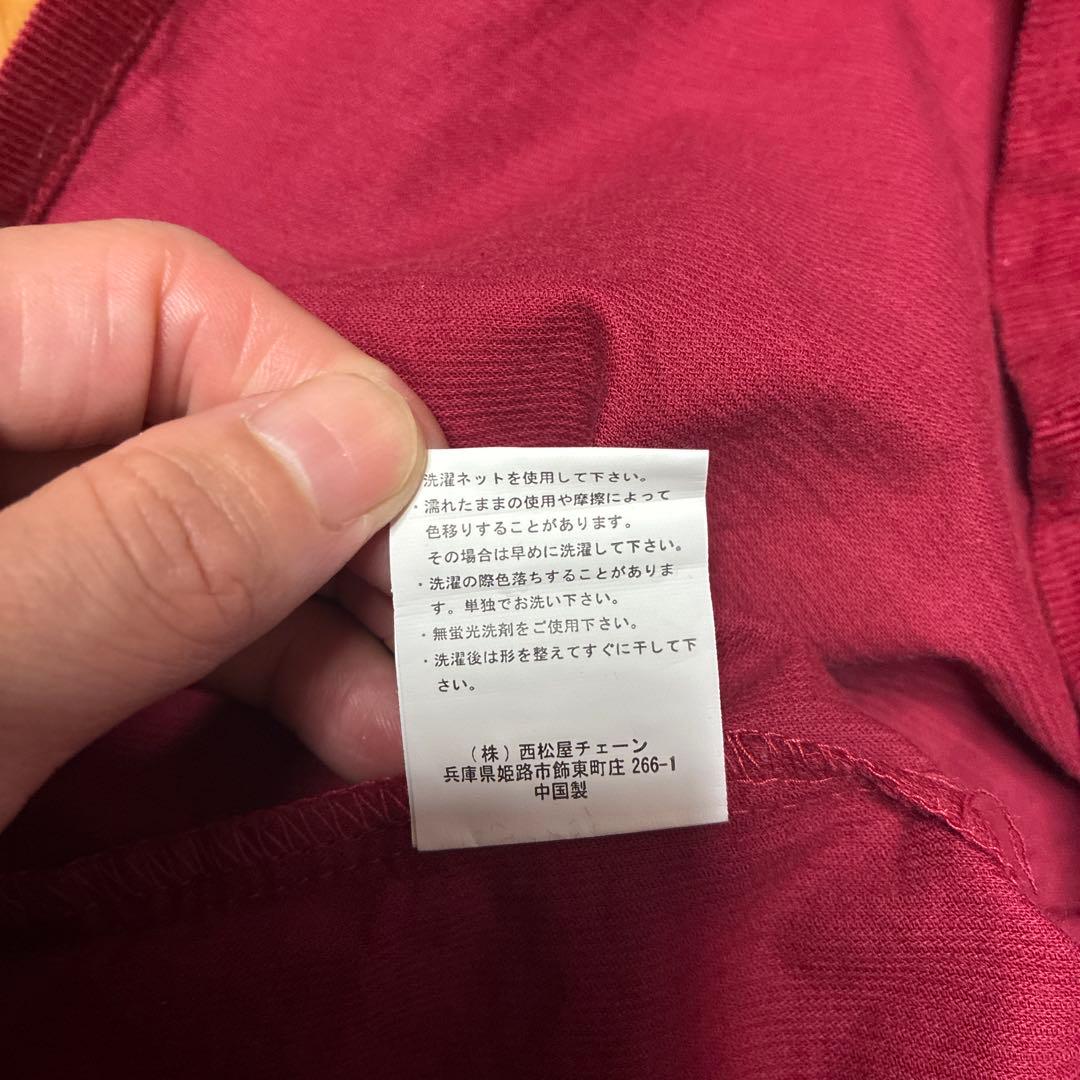 洗濯ネットを使用して下さい。
・濡れたままの使用や摩擦によって
色移りすることがあります。
その場合は早めに洗濯して下さい。
・洗濯の際色落ちすることがありま
す。単独でお洗い下さい。
・無蛍光洗剤をご使用下さい。
・洗濯後は形を整えてすぐに干して下
さい。
（株）西松屋チェーン
兵庫県姫路市飾東町庄 266-1
中国製